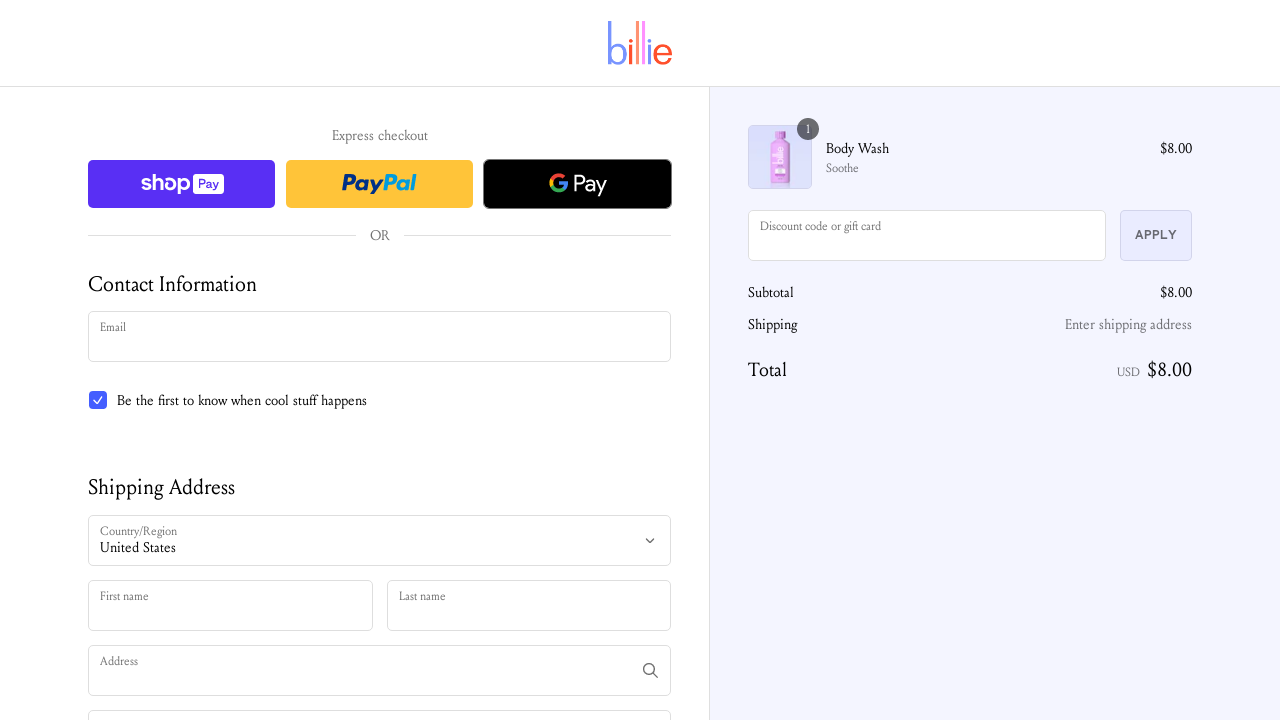 billie
Express checkout
shop Pay
PayPal
G Pay
OR
Contact Information
Email
Be the first to know when cool stuff happens
Shipping Address
Country/Region
United States
First name
Last name
Address
1
billie
Body Wash
$8.00
Soothe
Discount code or gift card
APPLY
Subtotal
$8.00
Shipping
Enter shipping address
Total
USD $8.00